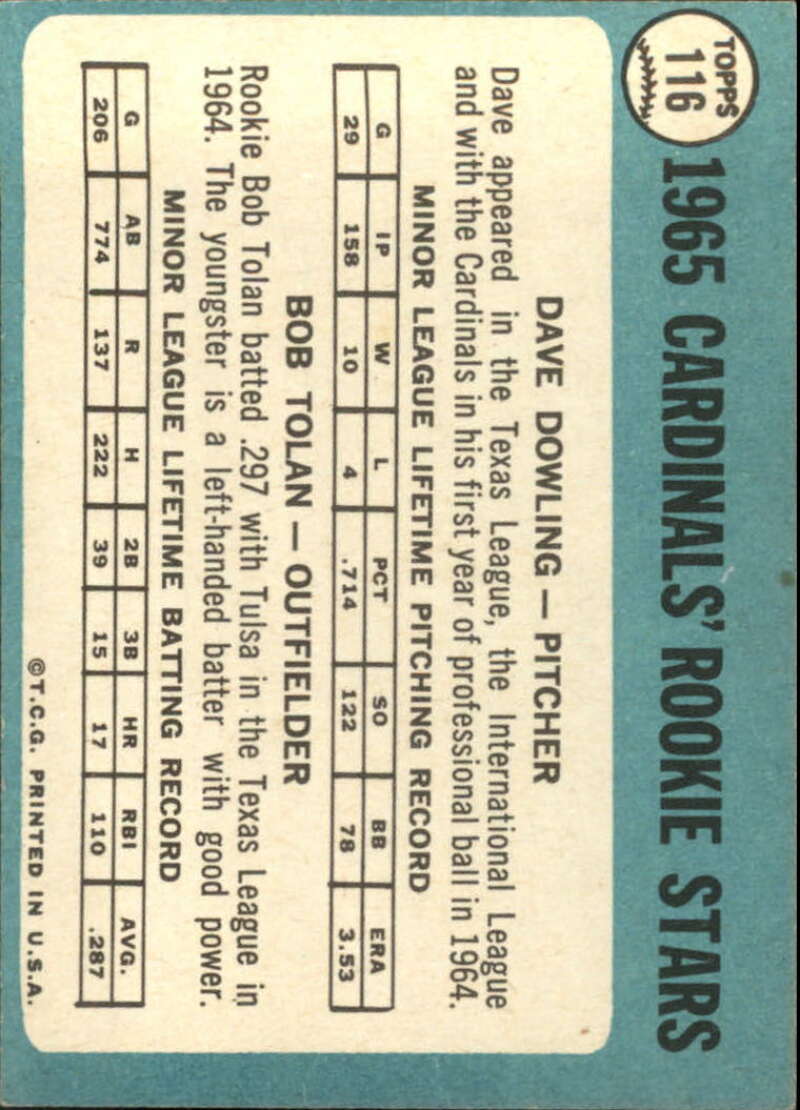 TOPPS
116
1965 CARDINALS' ROOKIE STARS
DAVE DOWLING — PITCHER
Dave appeared in the Texas League, the International League
and with the Cardinals in his first year of professional ball in 1964.
MINOR LEAGUE LIFETIME PITCHING RECORD
G IP W L PCT SO BB ERA
29 158 10 4 .714 122 78 3.53
BOB TOLAN — OUTFIELDER
Rookie Bob Tolan batted .297 with Tulsa in the Texas League in
1964. The youngster is a left-handed batter with good power.
MINOR LEAGUE LIFETIME BATTING RECORD
G AB R H 2B 3B HR RBI AVG.
206 774 137 222 39 15 17 110 .287
©T.C.G. PRINTED IN U.S.A.